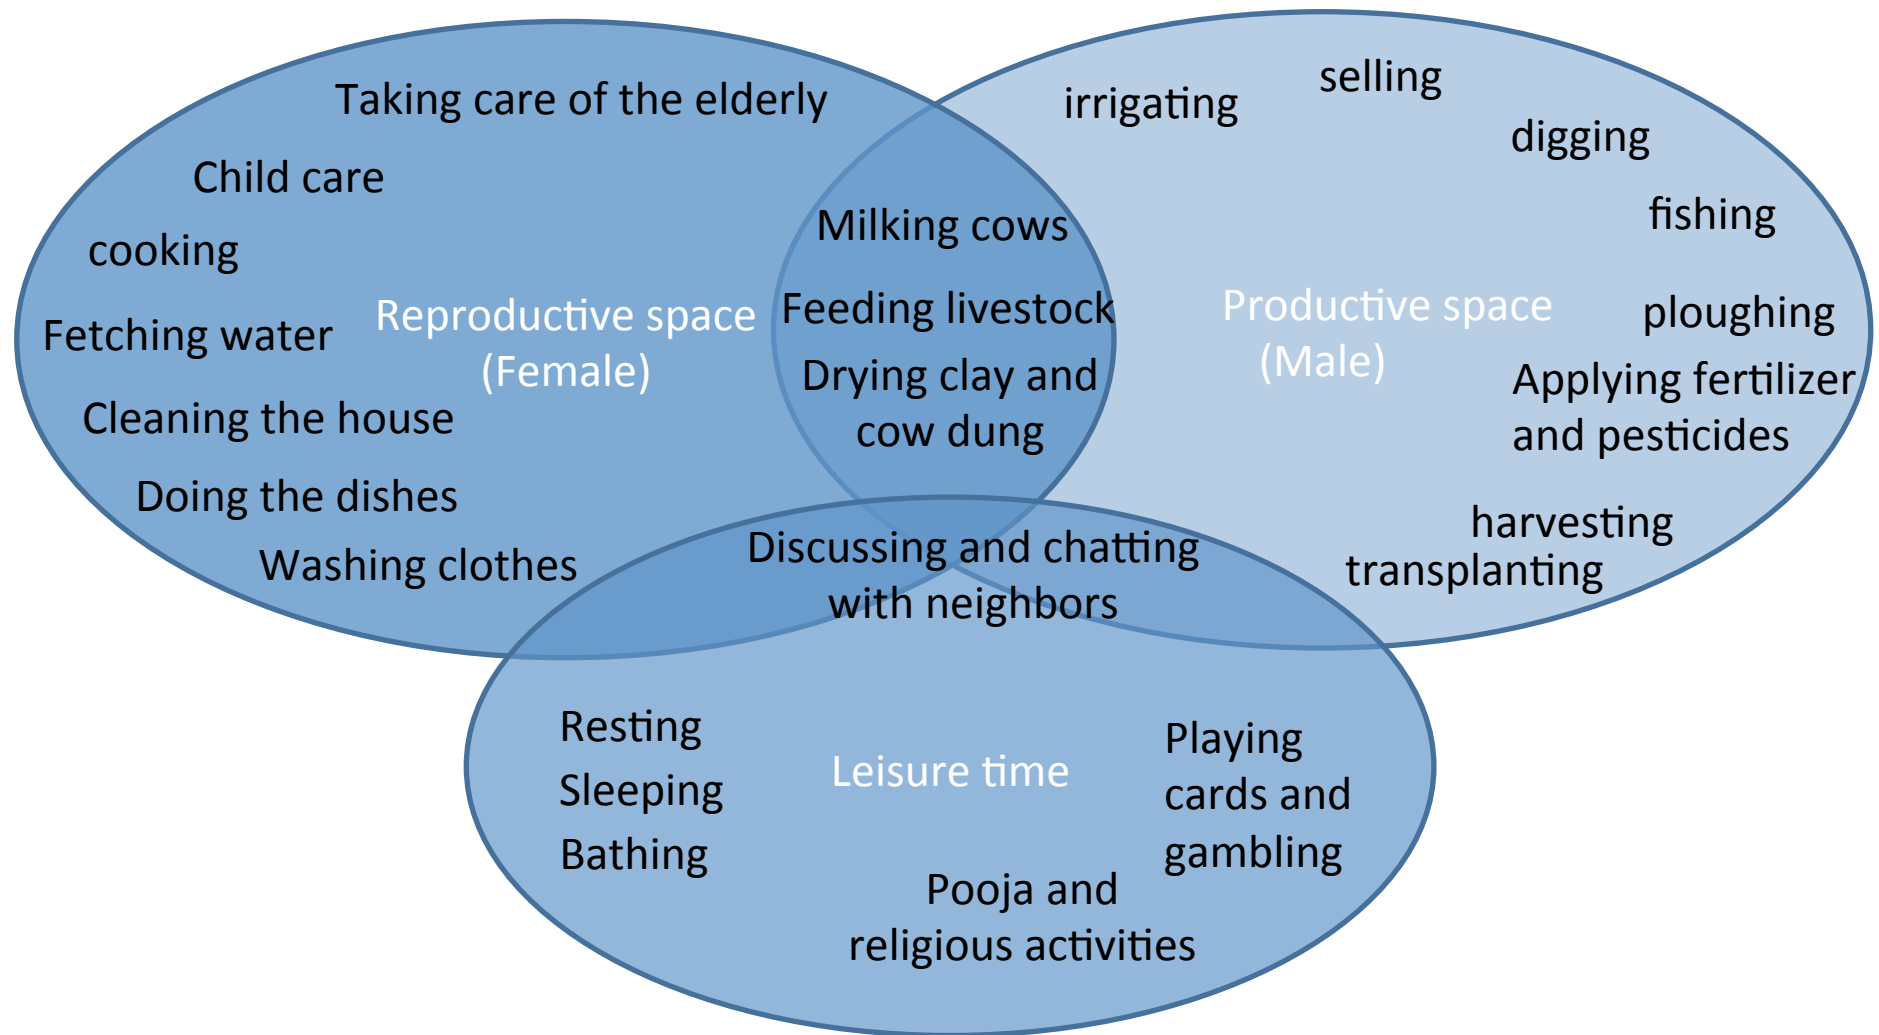 Taking care of the elderly
Child care
cooking
Fetching water
Cleaning the house
Doing the dishes
Washing clothes
Reproductive space
(Female)
Milking cows
Feeding livestock
Drying clay and
cow dung
irrigating
selling
digging
fishing
ploughing
Applying fertilizer
and pesticides
harvesting
transplanting
Productive space
(Male)
Discussing and chatting
with neighbors
Resting
Sleeping
Bathing
Leisure time
Playing
cards and
gambling
Pooja and
religious activities